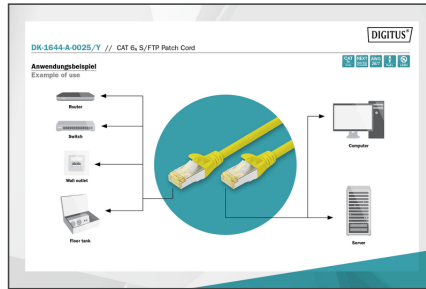 DIGITUS®
DK-1644-A-0025/Y // CAT 6A S/FTP Patch Cord
Anwendungsbeispiel
Example of use
Router
Switch
Wall outlet
Floor tank
Computer
Server